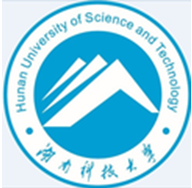 Hunan University of Science and Technology
湖南科技大学